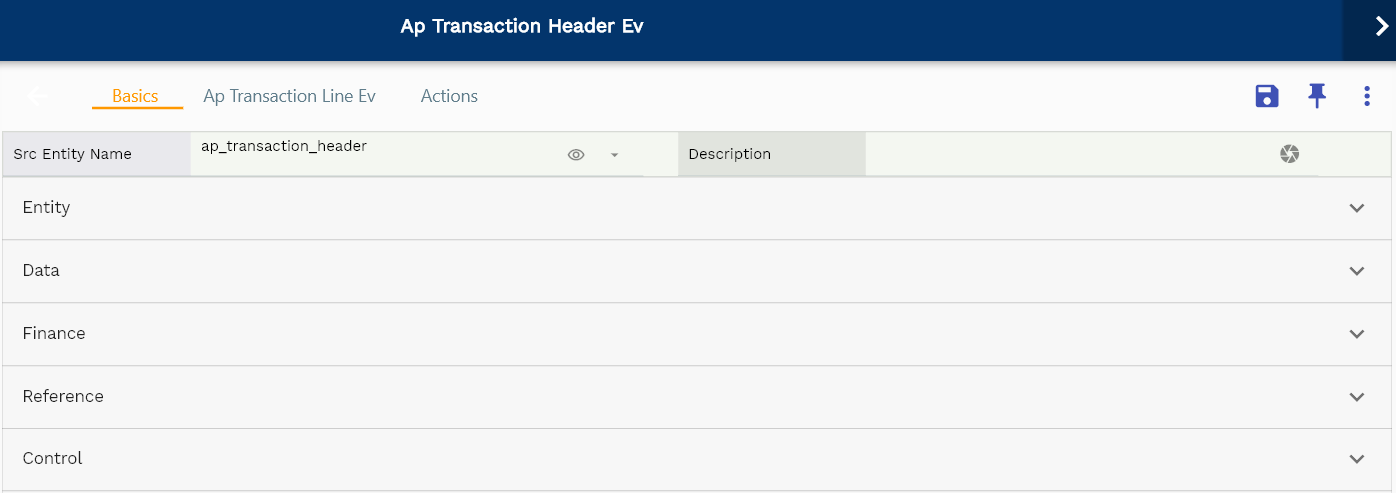 Ap Transaction Header Ev
Basics Ap Transaction Line Ev Actions
Src Entity Name ap_transaction_header Description
Entity
Data
Finance
Reference
Control